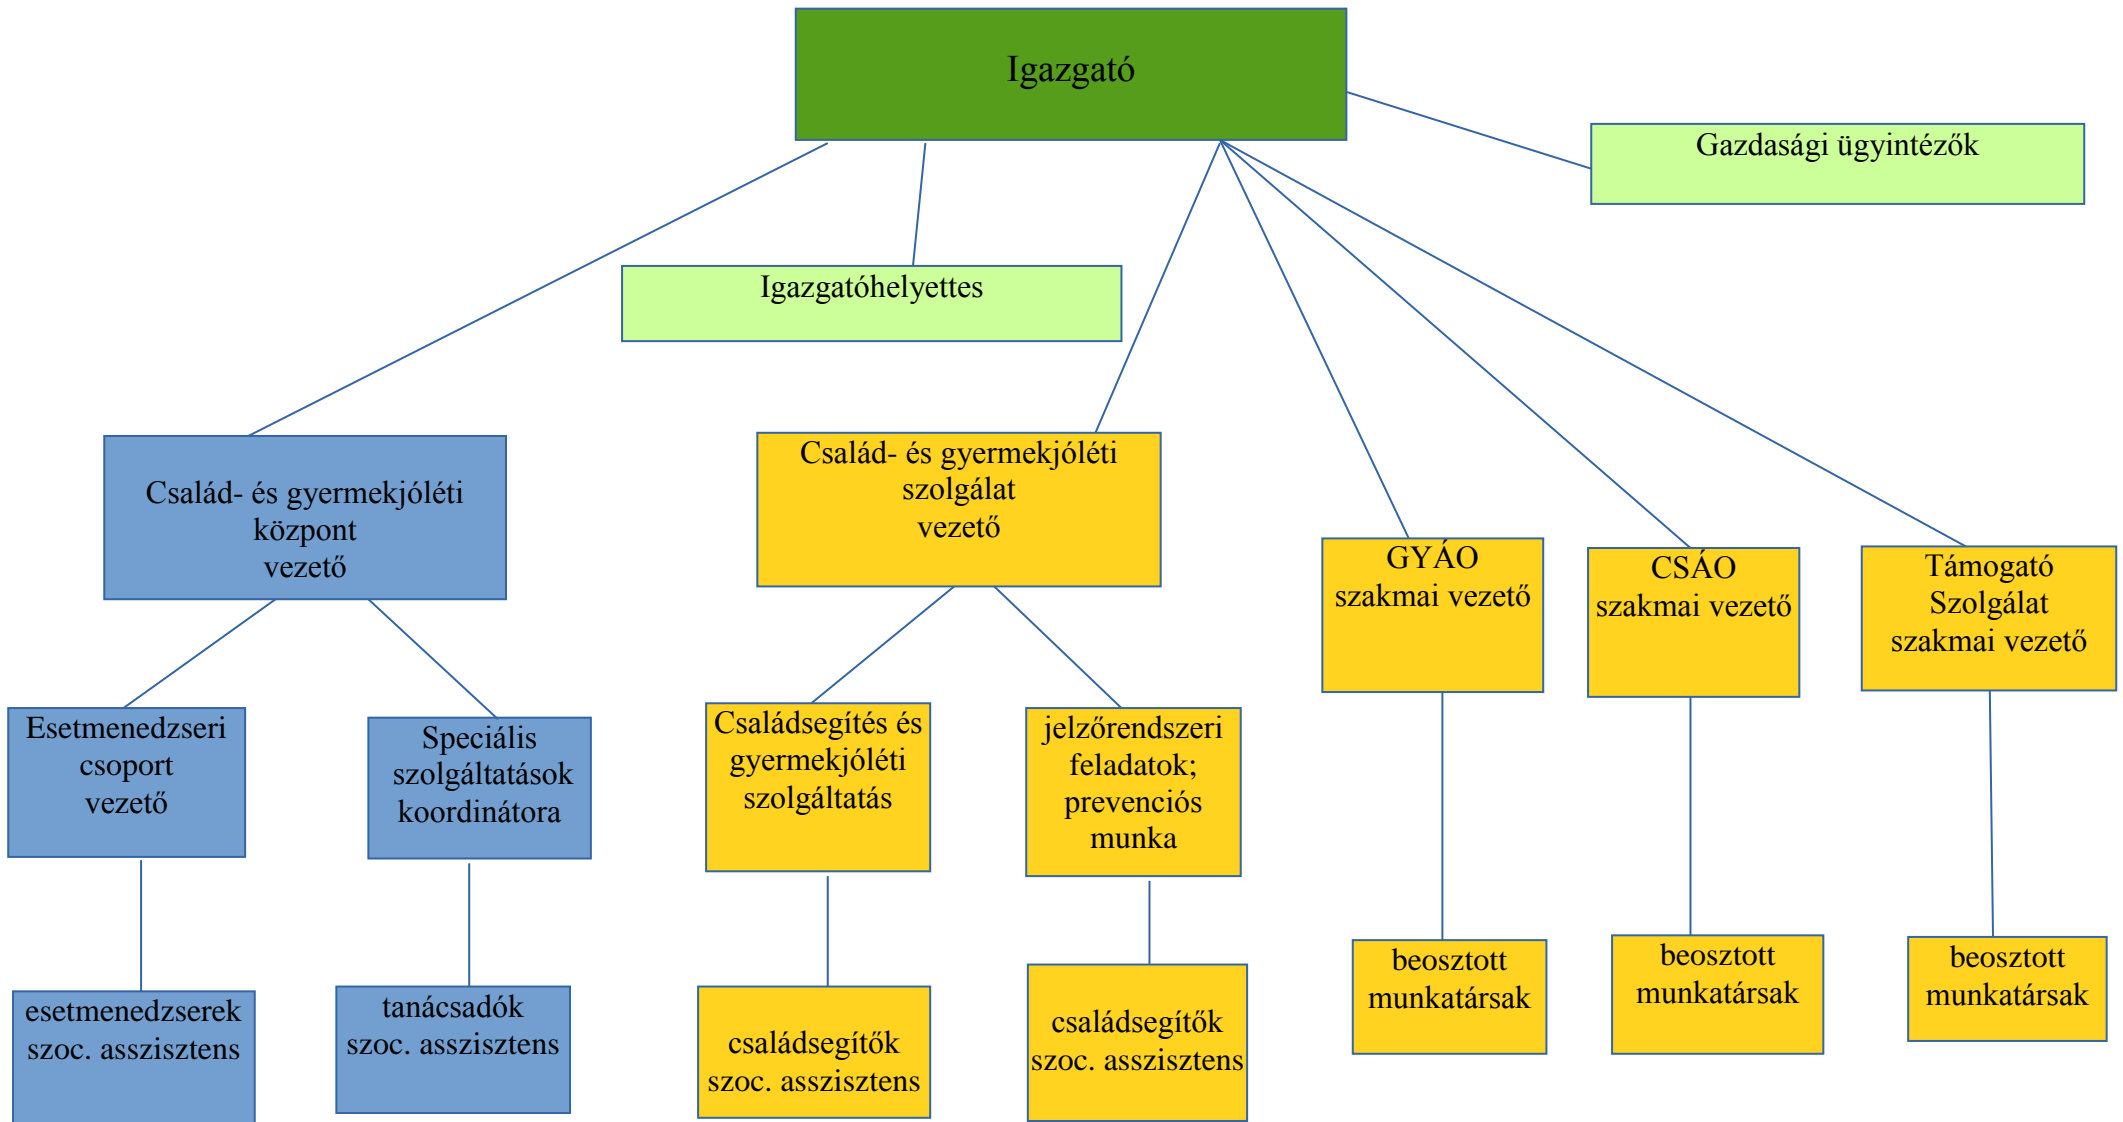 Igazgató
Gazdasági ügyintézők
Igazgatóhelyettes
Család- és gyermekjóléti
központ
vezető
Család- és gyermekjóléti
szolgálat
vezető
GYÁO
szakmai vezető
CSÁO
szakmai vezető
Támogató
Szolgálat
szakmai vezető
Esetmenedzseri
csoport
vezető
Speciális
szolgáltatások
koordinátora
Családsegítés és
gyermekjóléti
szolgáltatás
jelzőrendszeri
feladatok;
prevenciós
munka
esetmenedzserek
szoc. asszisztens
tanácsadók
szoc. asszisztens
családsegítők
szoc. asszisztens
családsegítők
szoc. asszisztens
beosztott
munkatársak
beosztott
munkatársak
beosztott
munkatársak